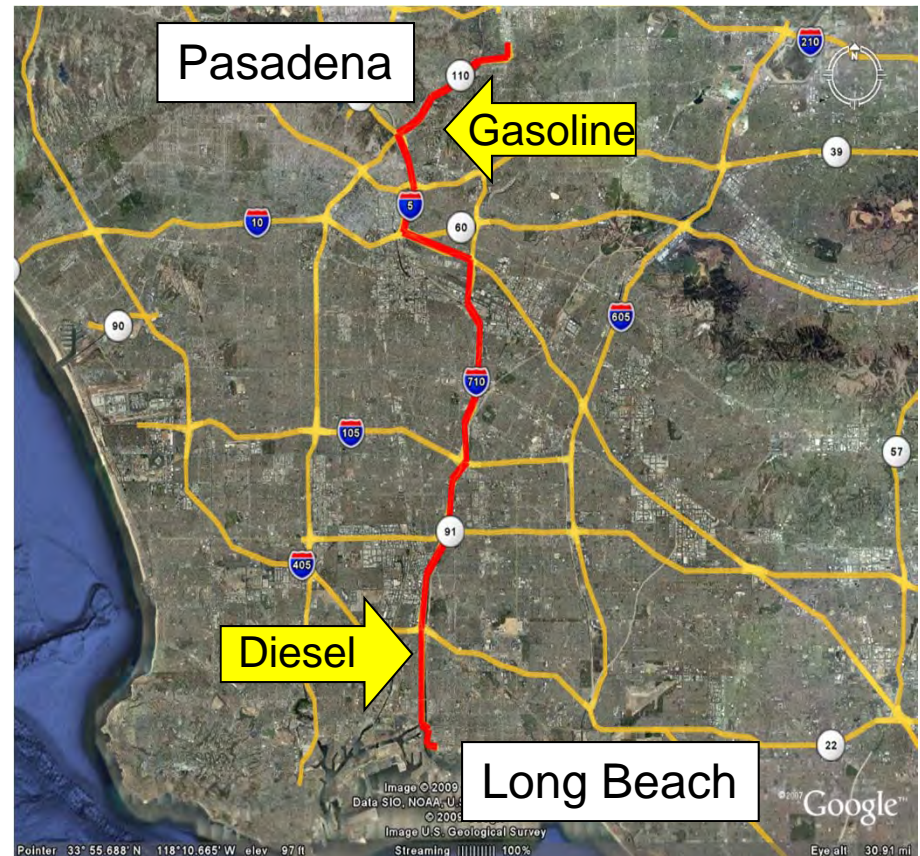 Pasadena
210
N
110
Gasoline
39
5
10
60
605
90
710
105
57
91
405
Diesel
22
Long Beach
Image © 2009
Data SIO, NOAA, U.S
© 2009
Image U.S. Geological Survey
©2007 Google™
Pointer 33° 55.688' N 118°10.665' W elev 97 ft
Streaming |||||||||| 100%
Eye alt 30.91 mi